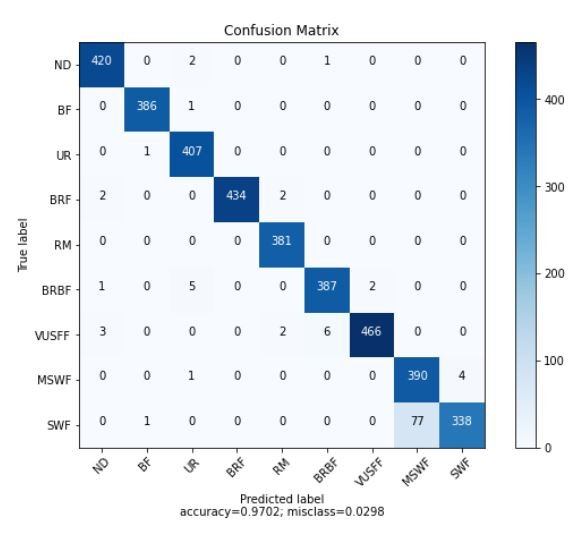 Confusion Matrix
ND 420 0 2 0 0 1 0 0 0
BF 0 386 1 0 0 0 0 0 0
UR 0 1 407 0 0 0 0 0 0
BRF 2 0 0 434 2 0 0 0 0
RM 0 0 0 0 381 0 0 0 0
BRBF 1 0 5 0 0 387 2 0 0
VUSFF 3 0 0 0 2 6 466 0 0
MSWF 0 0 1 0 0 0 0 390 4
SWF 0 1 0 0 0 0 0 77 338
True label
ND BF UR BRF RM BRBF VUSFF MSWF SWF
Predicted label
accuracy=0.9702; misclass=0.0298
400
300
200
100
0